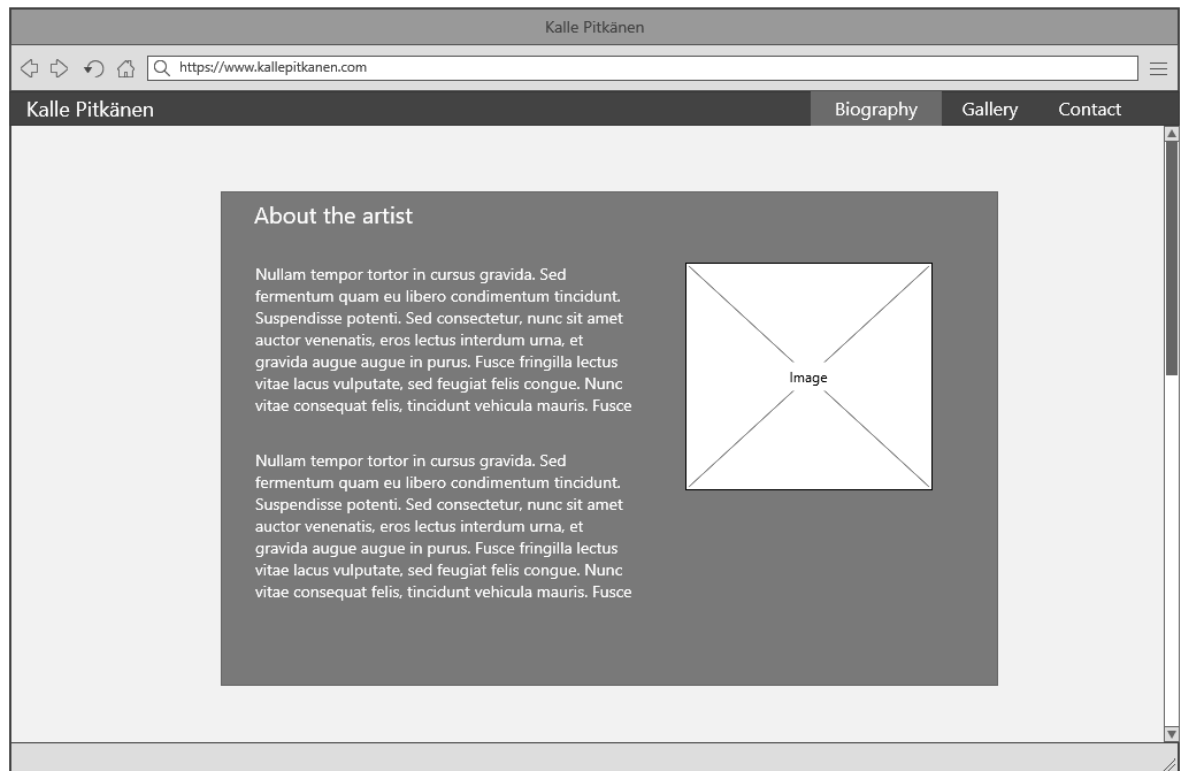 Kalle Pitkänen
https://www.kallepitkanen.com
Kalle Pitkänen
Biography
Gallery
Contact
About the artist
Nullam tempor tortor in cursus gravida. Sed
fermentum quam eu libero condimentum tincidunt.
Suspendisse potenti. Sed consectetur, nunc sit amet
auctor venenatis, eros lectus interdum urna, et
gravida augue augue in purus. Fusce fringilla lectus
vitae lacus vulputate, sed feugiat felis congue. Nunc
vitae consequat felis, tincidunt vehicula mauris. Fusce
Nullam tempor tortor in cursus gravida. Sed
fermentum quam eu libero condimentum tincidunt.
Suspendisse potenti. Sed consectetur, nunc sit amet
auctor venenatis, eros lectus interdum urna, et
gravida augue augue in purus. Fusce fringilla lectus
vitae lacus vulputate, sed feugiat felis congue. Nunc
vitae consequat felis, tincidunt vehicula mauris. Fusce
Image